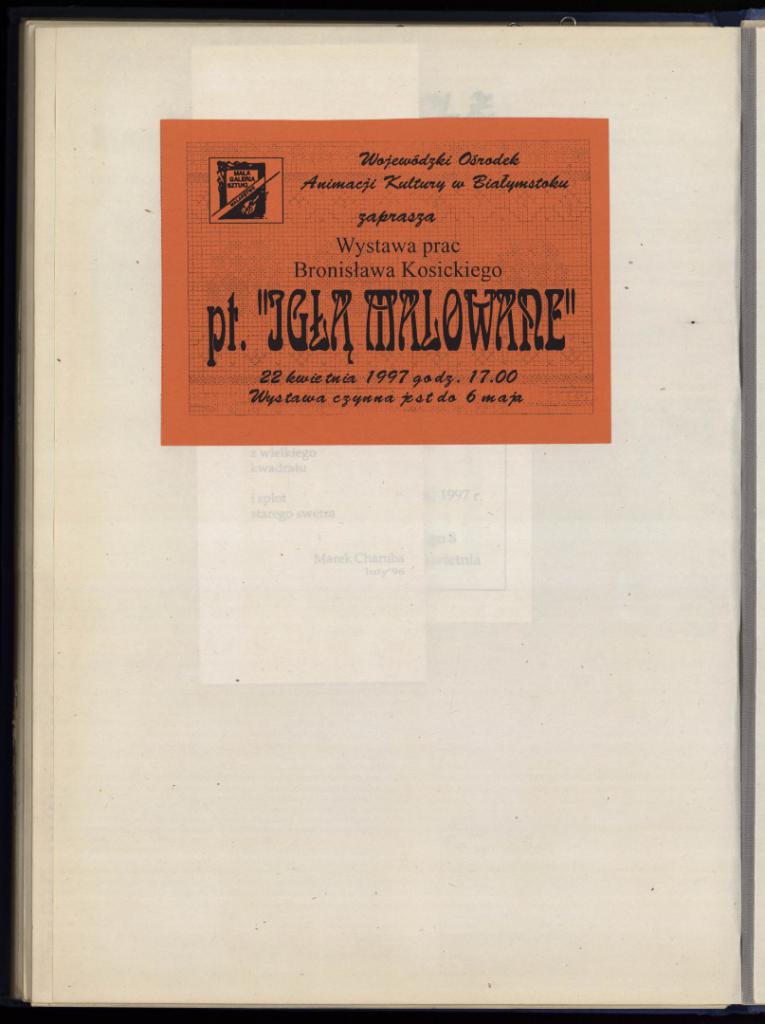 MAŁA
GALERIA
SZTUKI
Wojewódzki Ośrodek
Animacji Kultury w Białymstoku
zaprasza
Wystawa prac
Bronisława Kosickiego
pt. "IGŁĄ MALOWANE"
22 kwietnia 1997 godz. 17.00
Wystawa czynna jest do 6 maja
z wielkiego
kwadratu
i splot
starego swetra
1997 r.
Marek Charuba
luty'96